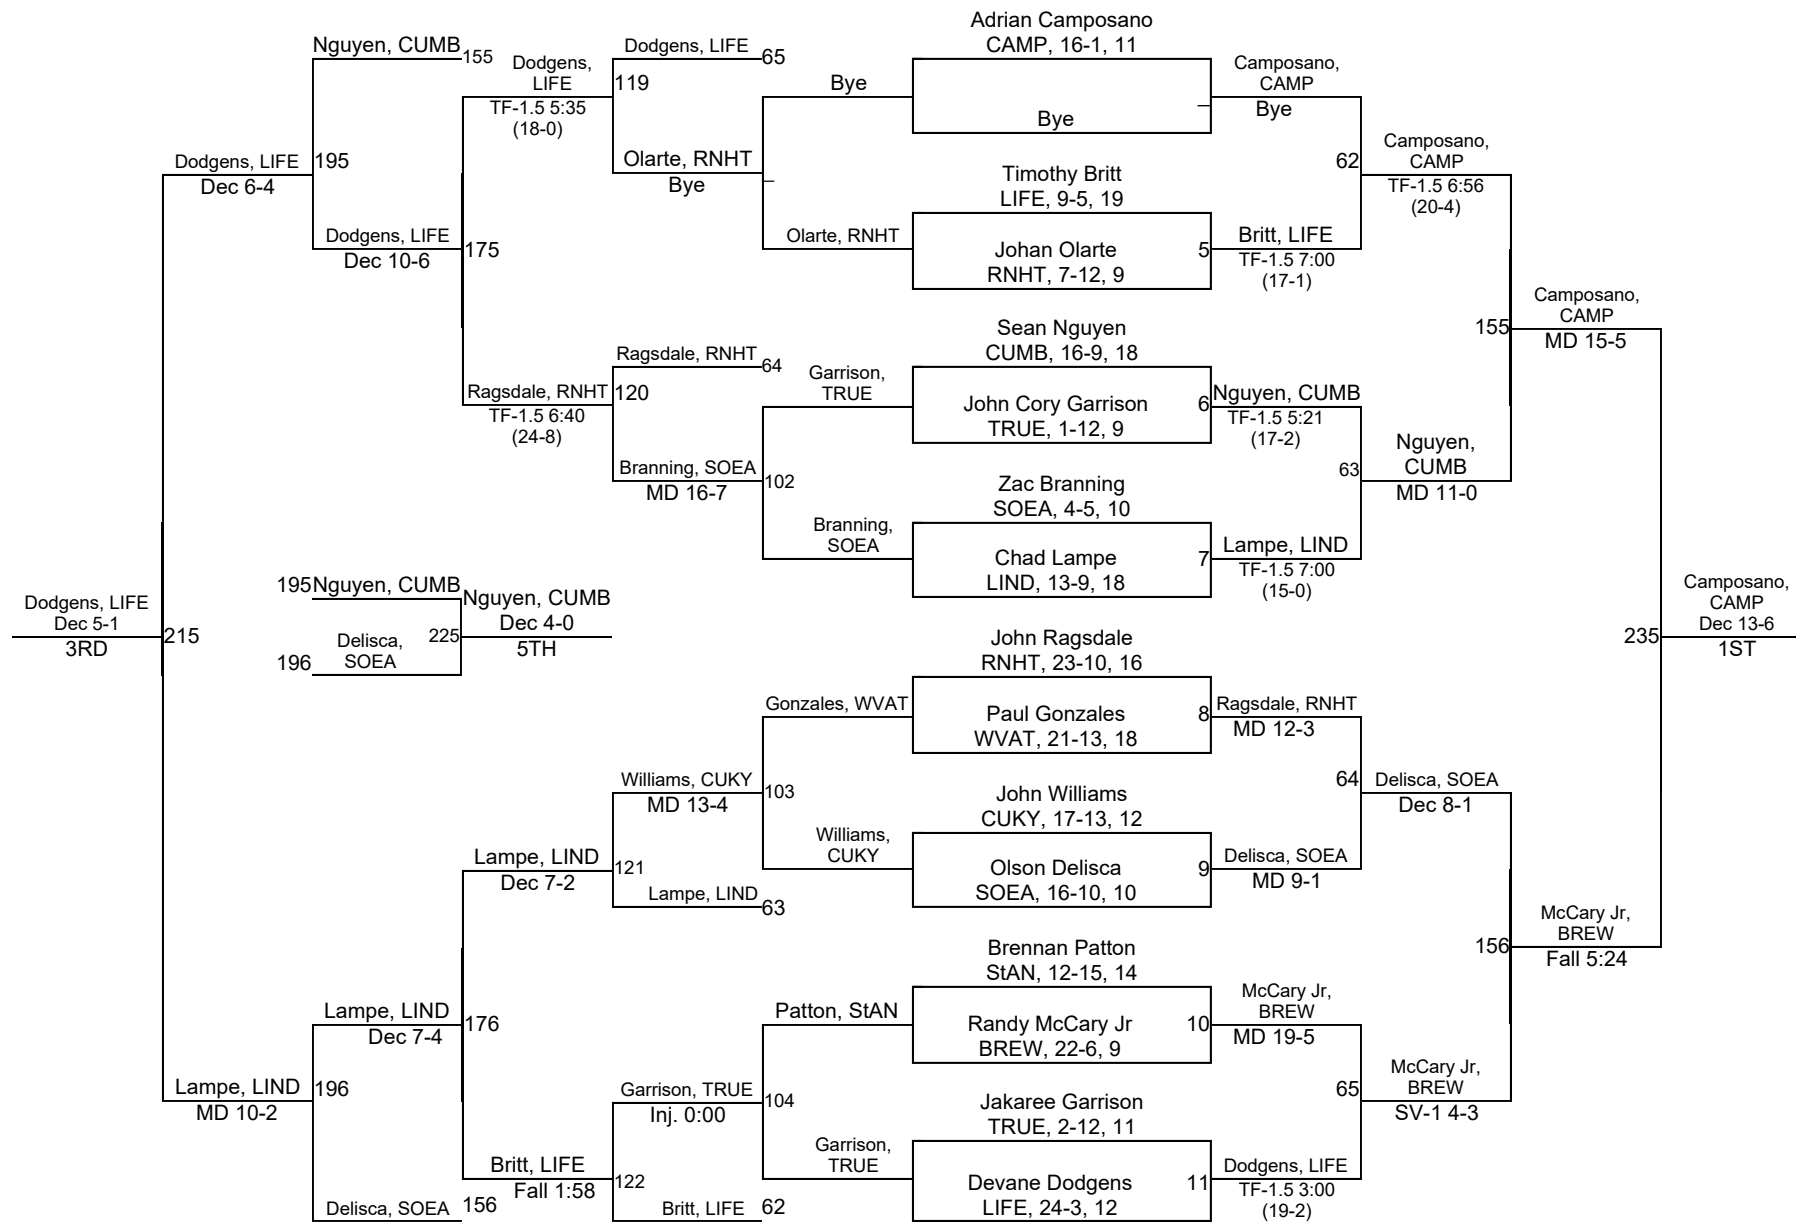 Adrian Camposano
CAMP, 16-1, 11
Bye
Timothy Britt
LIFE, 9-5, 19
Johan Olarte
RNHT, 7-12, 9
5
Sean Nguyen
CUMB, 16-9, 18
John Cory Garrison
TRUE, 1-12, 9
6
Zac Branning
SOEA, 4-5, 10
Chad Lampe
LIND, 13-9, 18
7
John Ragsdale
RNHT, 23-10, 16
Paul Gonzales
WVAT, 21-13, 18
8
John Williams
CUKY, 17-13, 12
Olson Delisca
SOEA, 16-10, 10
9
Brennan Patton
StAN, 12-15, 14
Randy McCary Jr
BREW, 22-6, 9
10
Jakaree Garrison
TRUE, 2-12, 11
Devane Dodgens
LIFE, 24-3, 12
11
Camposano,
CAMP
Bye
62
Britt, LIFE
TF-1.5 7:00
(17-1)
Nguyen, CUMB
TF-1.5 5:21
(17-2)
63
Lampe, LIND
TF-1.5 7:00
(15-0)
Ragsdale, RNHT
MD 12-3
64
Delisca, SOEA
MD 9-1
McCary Jr,
BREW
MD 19-5
65
Dodgens, LIFE
TF-1.5 3:00
(19-2)
Camposano,
CAMP
TF-1.5 6:56
(20-4)
155
Nguyen,
CUMB
MD 11-0
Delisca, SOEA
Dec 8-1
156
McCary Jr,
BREW
SV-1 4-3
Camposano,
CAMP
MD 15-5
235
McCary Jr,
BREW
Fall 5:24
Camposano,
CAMP
Dec 13-6
1ST
Bye
Olarte, RNHT
Garrison,
TRUE
102
Branning,
SOEA
Gonzales, WVAT
103
Williams,
CUKY
Patton, StAN
104
Garrison,
TRUE
Dodgens, LIFE
65
119
Olarte, RNHT
Bye
Ragsdale, RNHT
64
120
Branning, SOEA
MD 16-7
Williams, CUKY
MD 13-4
121
Lampe, LIND
63
Garrison, TRUE
Inj. 0:00
122
Britt, LIFE
62
Dodgens,
LIFE
TF-1.5 5:35
(18-0)
175
Ragsdale, RNHT
TF-1.5 6:40
(24-8)
Lampe, LIND
Dec 7-2
176
Britt, LIFE
Fall 1:58
Nguyen, CUMB
155
195
Dodgens, LIFE
Dec 10-6
Lampe, LIND
Dec 7-4
196
Delisca, SOEA
156
Dodgens, LIFE
Dec 6-4
215
Lampe, LIND
MD 10-2
Dodgens, LIFE
Dec 5-1
3RD
195
Nguyen, CUMB
225
196
Delisca,
SOEA
Nguyen, CUMB
Dec 4-0
5TH